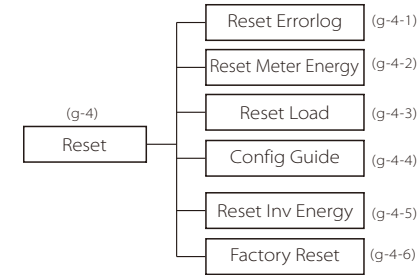 Reset Errorlog (g-4-1)
Reset Meter Energy (g-4-2)
Reset Load (g-4-3)
(g-4)
Reset
Config Guide (g-4-4)
Reset Inv Energy (g-4-5)
Factory Reset (g-4-6)